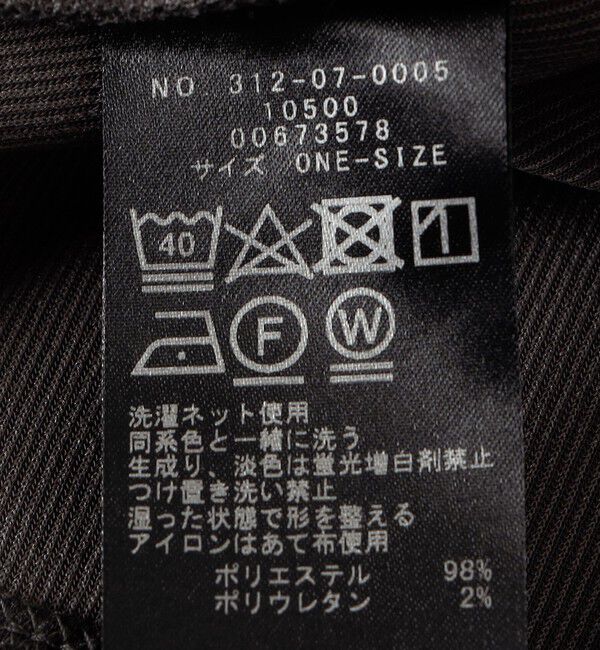 NO 312-07-0005
10500
00673578
サイズ ONE-SIZE
40
F W
洗濯ネット使用
同系色と一緒に洗う
生成り、淡色は蛍光増白剤禁止
つけ置き洗い禁止
湿った状態で形を整える
アイロンはあて布使用
ポリエステル 98%
ポリウレタン 2%